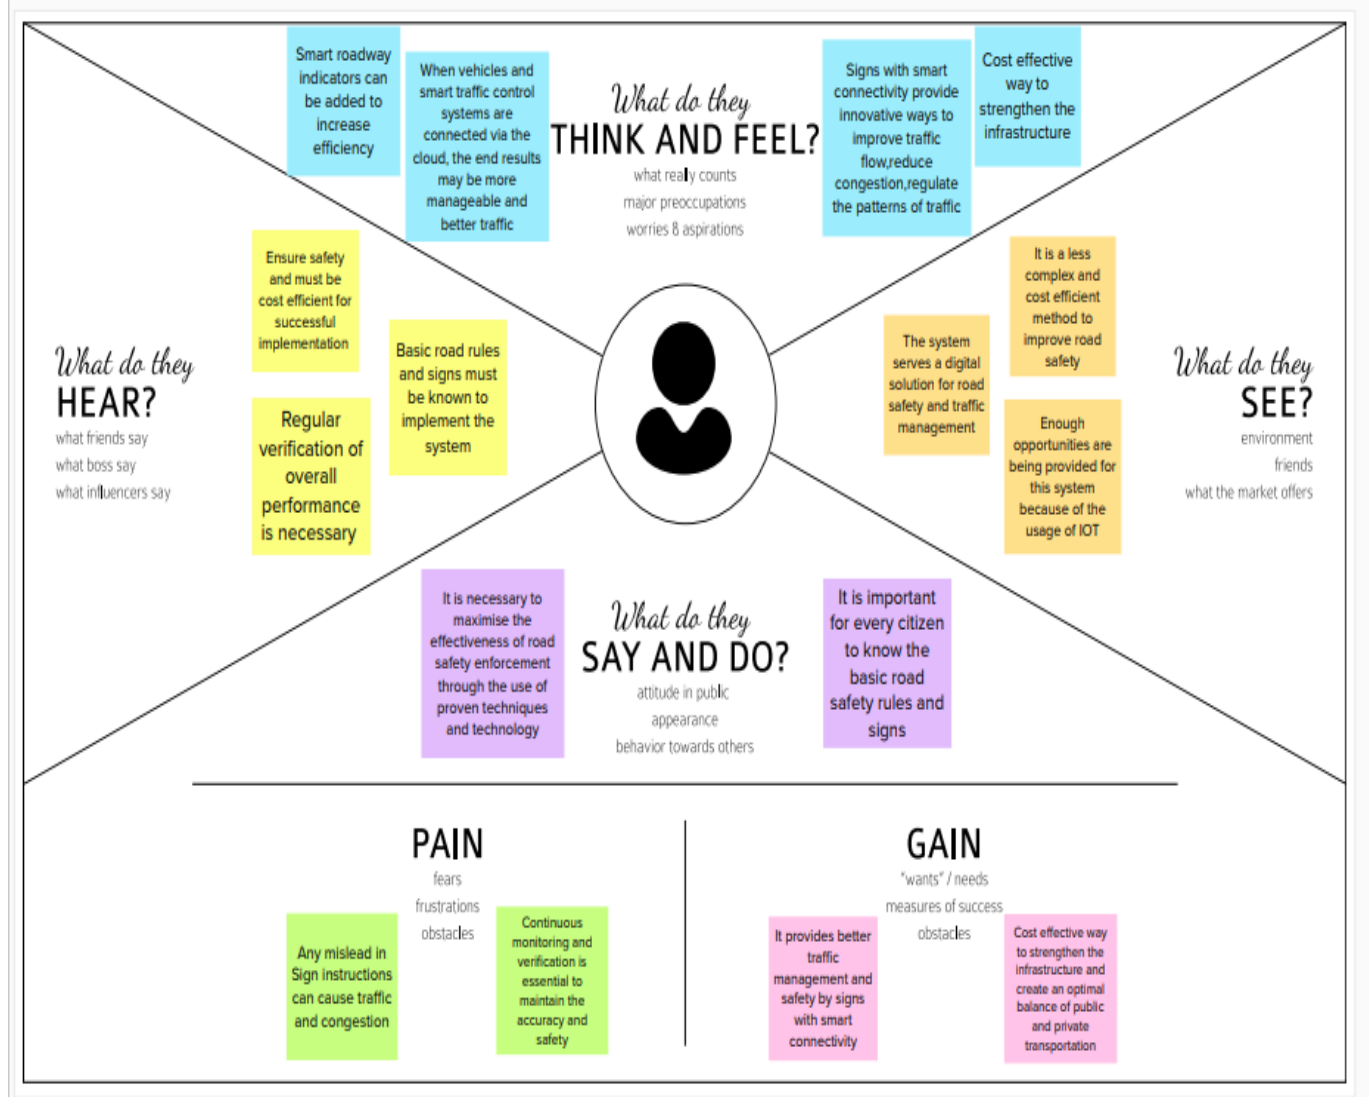 Smart roadway
indicators can
be added to
increase
efficiency
When vehicles and
smart traffic control
systems are
connected via the
cloud, the end results
may be more
manageable and
better traffic
What do they
THINK AND FEEL?
what really counts
major preoccupations
worries & aspirations
Signs with smart
connectivity provide
innovative ways to
improve traffic
flow,reduce
congestion,regulate
the patterns of traffic
Cost effective
way to
strengthen the
infrastructure
What do they
HEAR?
what friends say
what boss say
what influencers say
Ensure safety
and must be
cost efficient for
successful
implementation
Basic road rules
and signs must
be known to
implement the
system
Regular
verification of
overall
performance
is necessary
The system
serves a digital
solution for road
safety and traffic
management
It is a less
complex and
cost efficient
method to
improve road
safety
Enough
opportunities are
being provided for
this system
because of the
usage of IOT
What do they
SEE?
environment
friends
what the market offers
It is necessary to
maximise the
effectiveness of road
safety enforcement
through the use of
proven techniques
and technology
What do they
SAY AND DO?
attitude in public
appearance
behavior towards others
It is important
for every citizen
to know the
basic road
safety rules and
signs
PAIN
fears
frustrations
obstacles
Any mislead in
Sign instructions
can cause traffic
and congestion
Continuous
monitoring and
verification is
essential to
maintain the
accuracy and
safety
GAIN
"wants" / needs
measures of success
obstacles
It provides better
traffic
management and
safety by signs
with smart
connectivity
Cost effective way
to strengthen the
infrastructure and
create an optimal
balance of public
and private
transportation